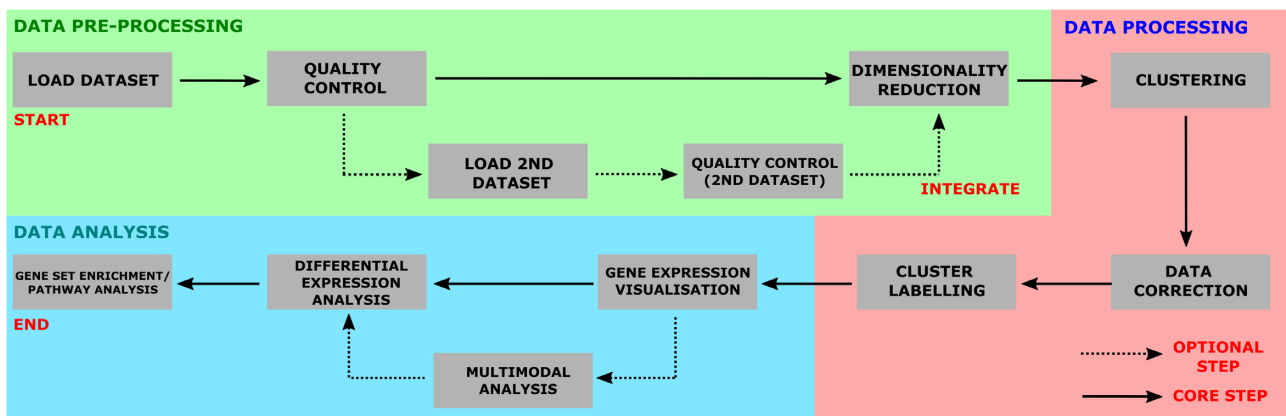 DATA PRE-PROCESSING
DATA PROCESSING
LOAD DATASET
QUALITY
CONTROL
DIMENSIONALITY
REDUCTION
CLUSTERING
START
LOAD 2ND
DATASET
QUALITY CONTROL
(2ND DATASET)
INTEGRATE
DATA ANALYSIS
GENE SET ENRICHMENT/
PATHWAY ANALYSIS
DIFFERENTIAL
EXPRESSION
ANALYSIS
GENE EXPRESSION
VISUALISATION
CLUSTER
LABELLING
DATA
CORRECTION
END
MULTIMODAL
ANALYSIS
OPTIONAL
STEP
CORE STEP